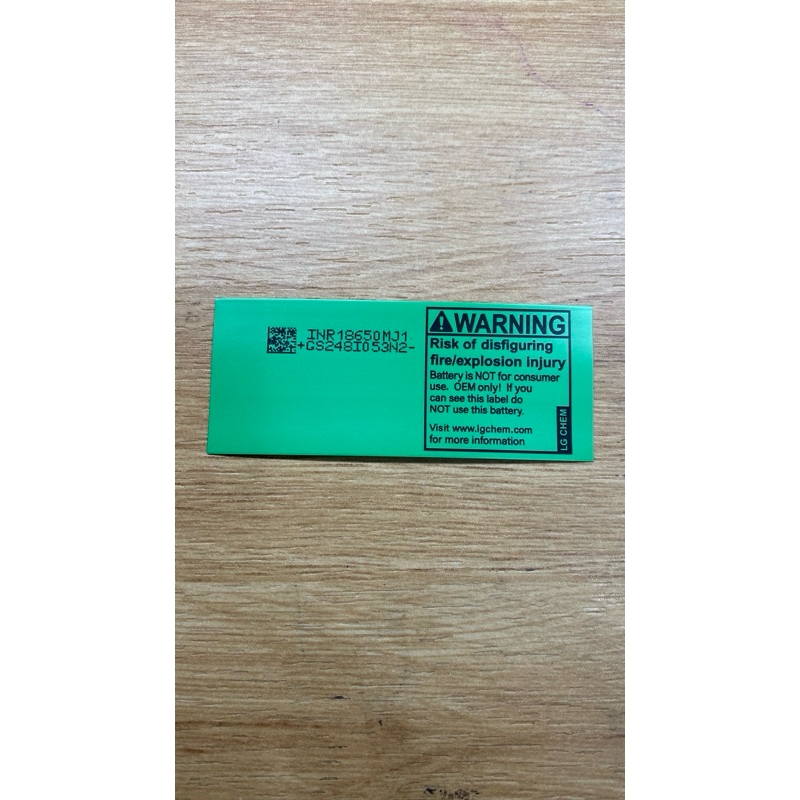 INR18650MJ1
+GS248I053N2-
WARNING
Risk of disfiguring
fire/explosion injury
Battery is NOT for consumer
use. OEM only! If you
can see this label do
NOT use this battery.
Visit www.lgchem.com
for more information
LG CHEM